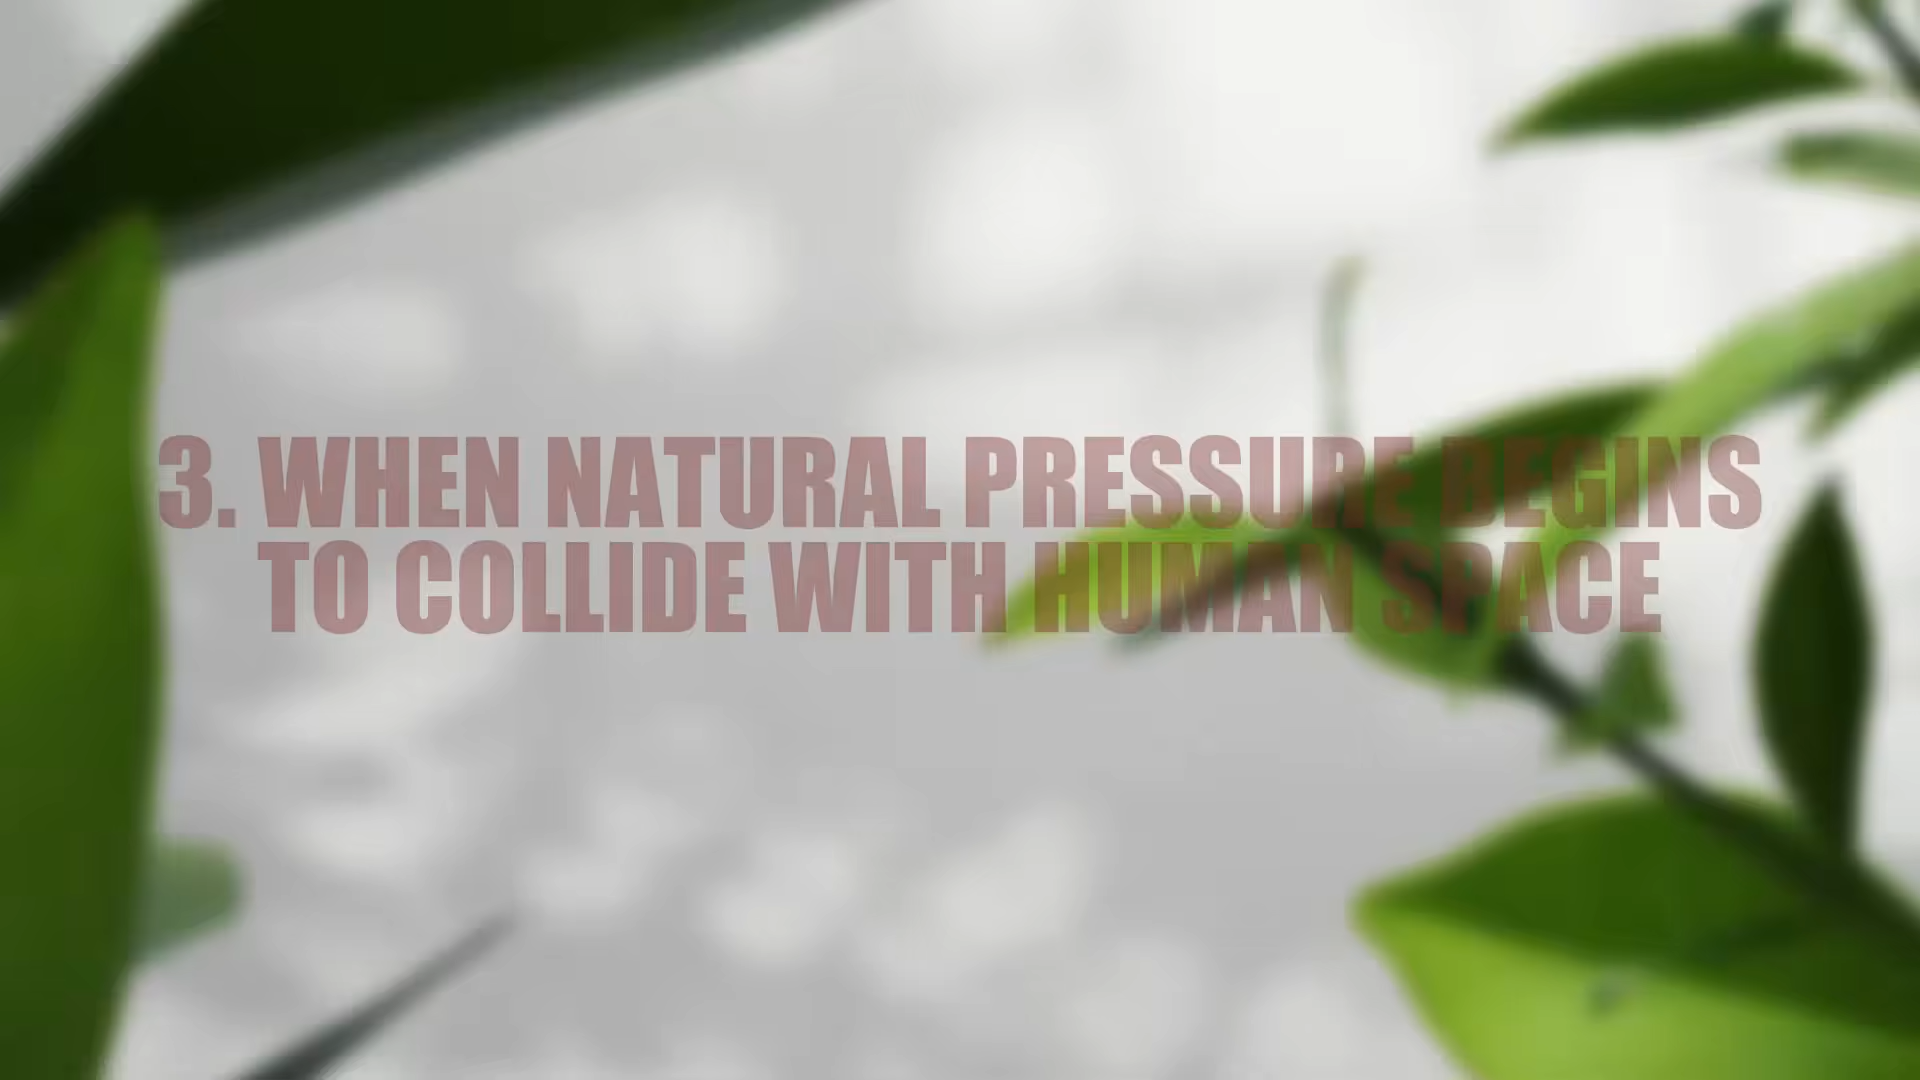 3. WHEN NATURAL PRESSURE BEGINS
TO COLLIDE WITH HUMAN SPACE